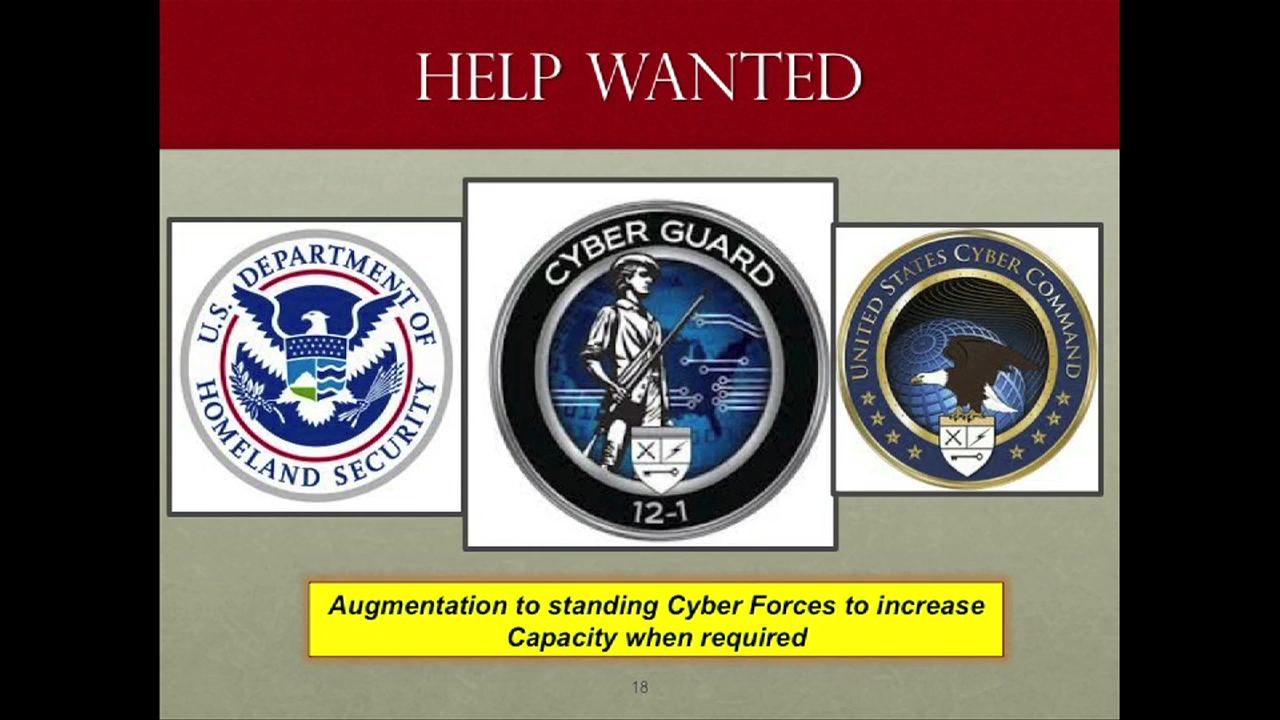 HELP WANTED
U.S. DEPARTMENT OF
HOMELAND SECURITY
CYBER GUARD
12-1
UNITED STATES CYBER COMMAND
Augmentation to standing Cyber Forces to increase
Capacity when required
18